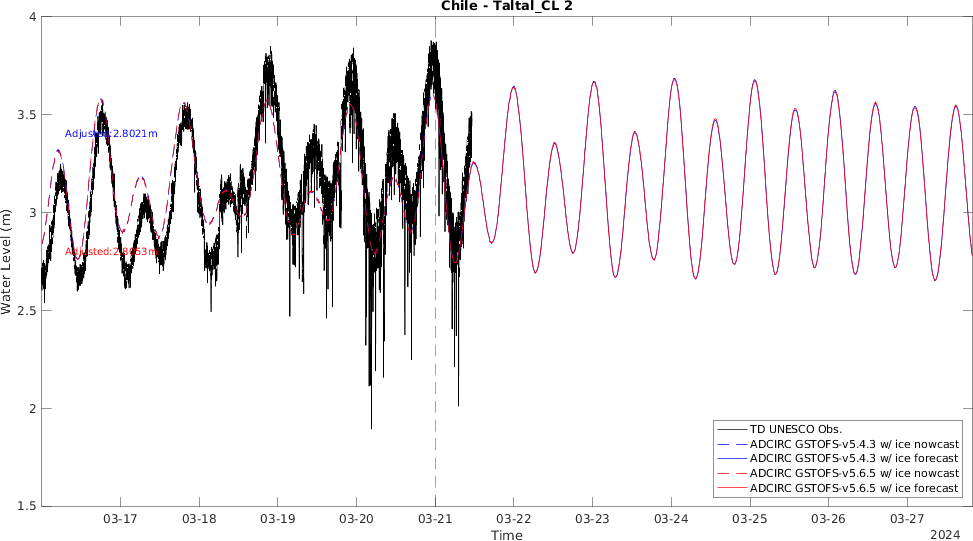 Chile - Taltal_CL 2
4
3.5
3
2.5
2
1.5
Water Level (m)
Adjusted:2.8021m
TD UNESCO Obs.
ADCIRC GSTOFS-v5.4.3 w/ ice nowcast
ADCIRC GSTOFS-v5.4.3 w/ ice forecast
ADCIRC GSTOFS-v5.6.5 w/ ice nowcast
ADCIRC GSTOFS-v5.6.5 w/ ice forecast
03-17 03-18 03-19 03-20 03-21 03-22 03-23 03-24 03-25 03-26 03-27
Time
2024